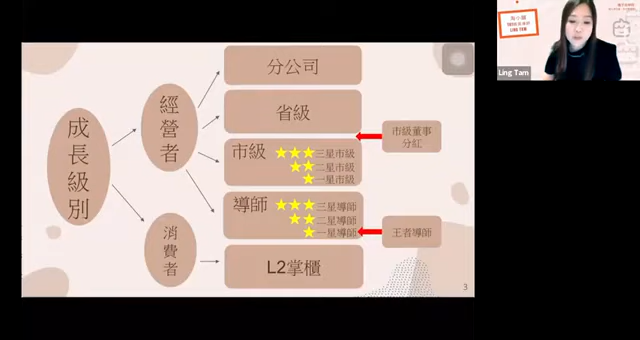 分公司
省級
市級
★★★三星市級
★★二星市級
★一星市級
導師
★★★三星導師
★★二星導師
★一星導師
L2掌櫃
經營者
消費者
成長級別
市級董事
分紅
王者導師
3
Ling Tam
LING TAM